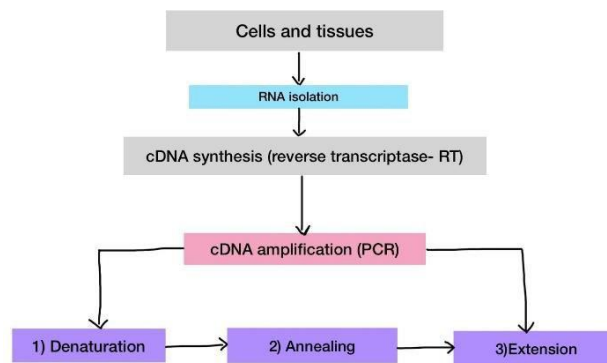 Cells and tissues
RNA isolation
cDNA synthesis (reverse transcriptase- RT)
cDNA amplification (PCR)
1) Denaturation
2) Annealing
3)Extension